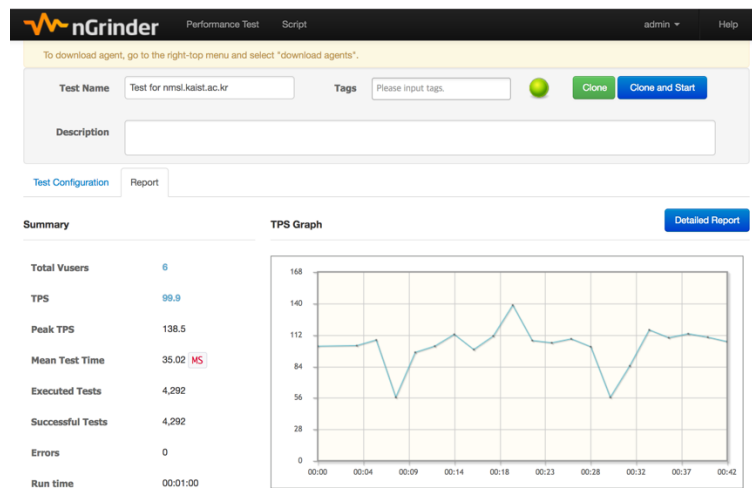 nGrinder Performance Test Script admin Help
To download agent, go to the right-top menu and select "download agents".
Test Name Test for nmsl.kaist.ac.kr Tags Please input tags. Clone Clone and Start
Description
Test Configuration Report
Summary TPS Graph Detailed Report
Total Vusers 6
TPS 99.9
Peak TPS 138.5
Mean Test Time 35.02 MS
Executed Tests 4,292
Successful Tests 4,292
Errors 0
Run time 00:01:00
168
140
112
84
56
28
0
00:00 00:04 00:09 00:14 00:18 00:23 00:28 00:32 00:37 00:42